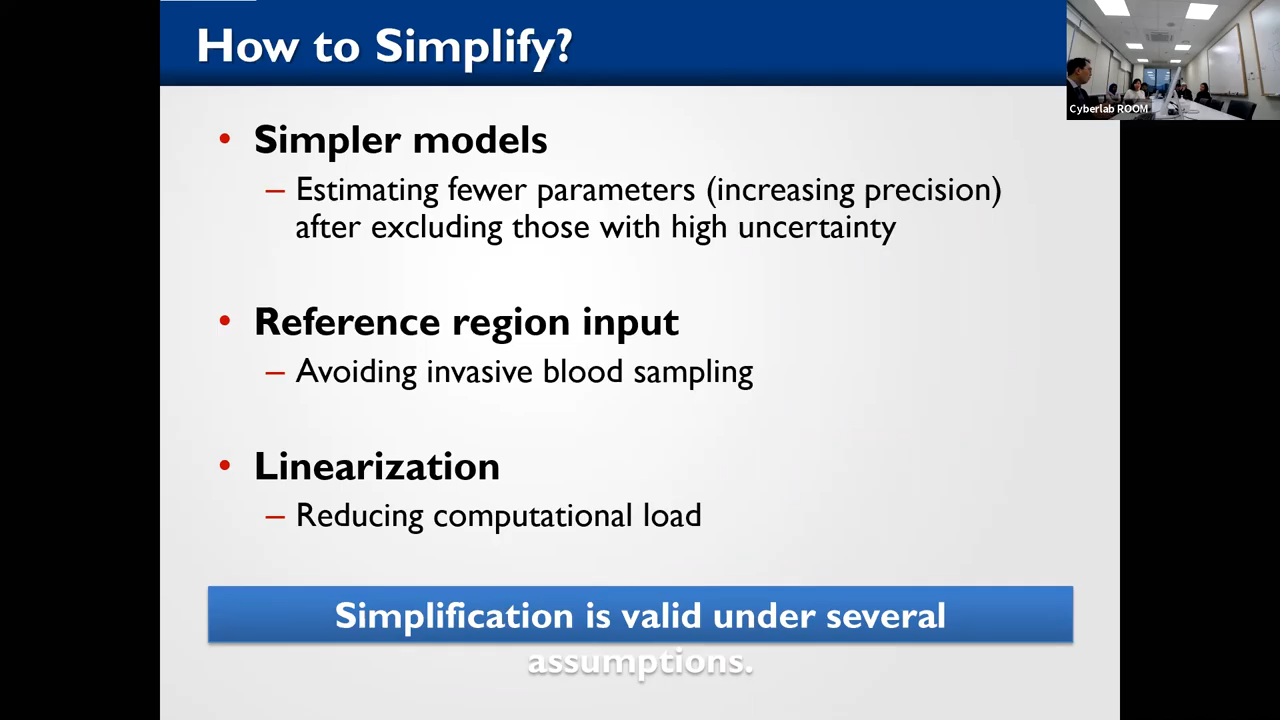 How to Simplify?
Cyberlab ROOM
• Simpler models
– Estimating fewer parameters (increasing precision)
after excluding those with high uncertainty
• Reference region input
– Avoiding invasive blood sampling
• Linearization
– Reducing computational load
Simplification is valid under several
assumptions.